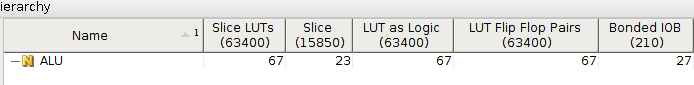 ierarchy
Name 1 Slice LUTs (63400) Slice (15850) LUT as Logic (63400) LUT Flip Flop Pairs (63400) Bonded IOB (210)
N ALU 67 23 67 67 27